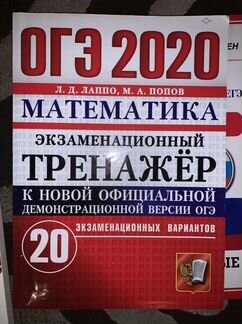 ОГЭ 2020
Л. Д. ЛАППО, М. А. ПОПОВ
МАТЕМАТИКА
ЭКЗАМЕНАЦИОННЫЙ
ТРЕНАЖЁР
К НОВОЙ ОФИЦИАЛЬНОЙ
ДЕМОНСТРАЦИОННОЙ ВЕРСИИ ОГЭ
20 ЭКЗАМЕНАЦИОННЫХ ВАРИАНТОВ